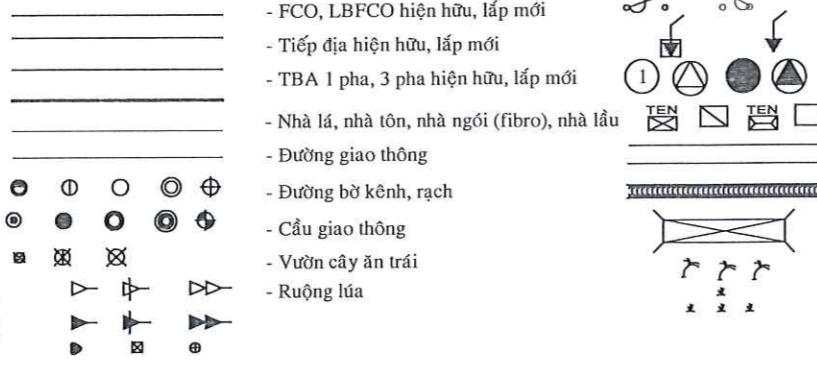 - FCO, LBFCO hiện hữu, lắp mới
- Tiếp địa hiện hữu, lắp mới
- TBA 1 pha, 3 pha hiện hữu, lắp mới
1
- Nhà lá, nhà tôn, nhà ngói (fibro), nhà lầu
TEN TEN
- Đường giao thông
- Đường bờ kênh, rạch
- Cầu giao thông
- Vườn cây ăn trái
- Ruộng lúa